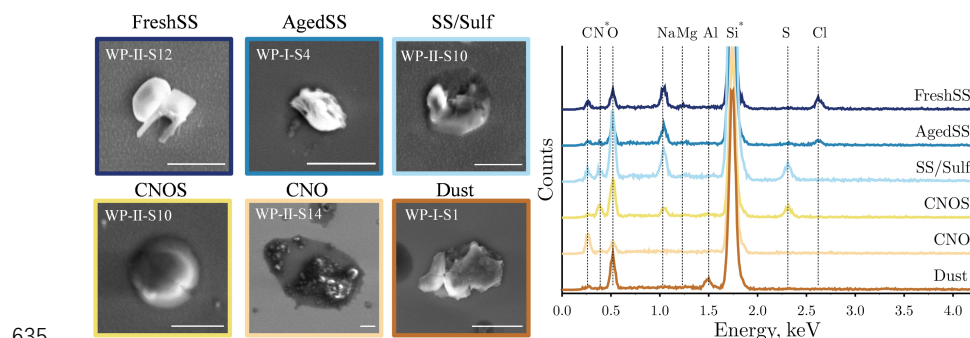 FreshSS AgedSS SS/Sulf
WP-II-S12 WP-I-S4 WP-II-S10
CNOS CNO Dust
WP-II-S10 WP-II-S14 WP-I-S1
635
C N* O Na Mg Al Si* S Cl
Counts
FreshSS
AgedSS
SS/Sulf
CNOS
CNO
Dust
0.0 0.5 1.0 1.5 2.0 2.5 3.0 3.5 4.0
Energy, keV